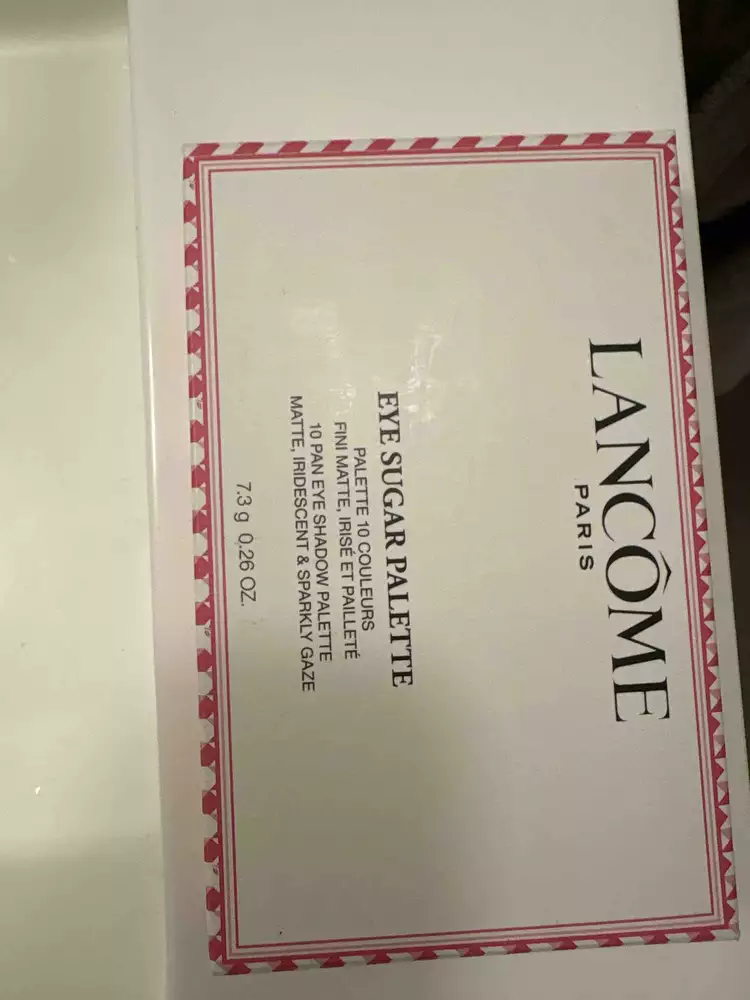 LANCÔME
PARIS
EYE SUGAR PALETTE
PALETTE 10 COULEURS
FINI MATTE, IRISÉ ET PAILLETÉ
10 PAN EYE SHADOW PALETTE
MATTE, IRIDESCENT & SPARKLY GAZE
7.3 g 0.26 OZ.